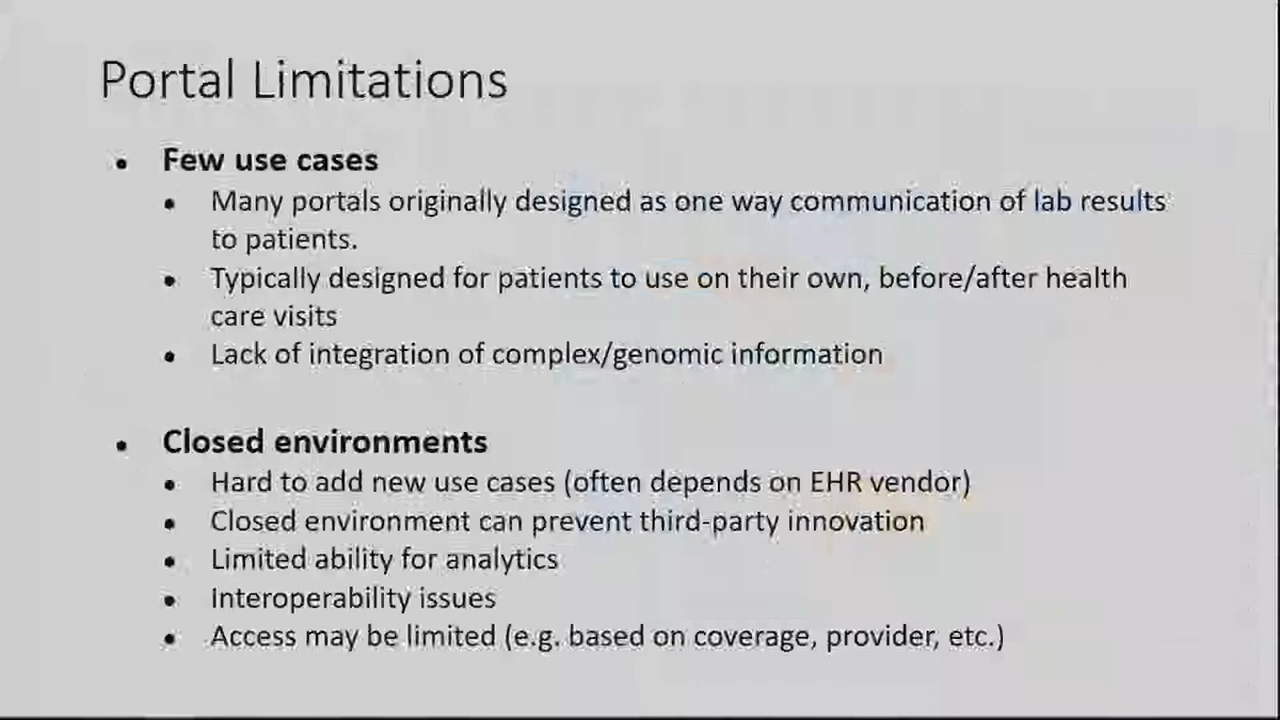 Portal Limitations
• Few use cases
• Many portals originally designed as one way communication of lab results
to patients.
• Typically designed for patients to use on their own, before/after health
care visits
• Lack of integration of complex/genomic information
• Closed environments
• Hard to add new use cases (often depends on EHR vendor)
• Closed environment can prevent third-party innovation
• Limited ability for analytics
• Interoperability issues
• Access may be limited (e.g. based on coverage, provider, etc.)